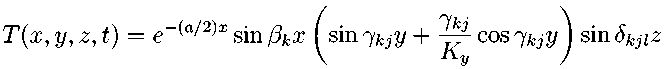 T(x, y, z, t) = e^{-(a/2)x} \sin \beta_k x \left( \sin \gamma_{kj} y + \frac{\gamma_{kj}}{K_y} \cos \gamma_{kj} y \right) \sin \delta_{kjl} z